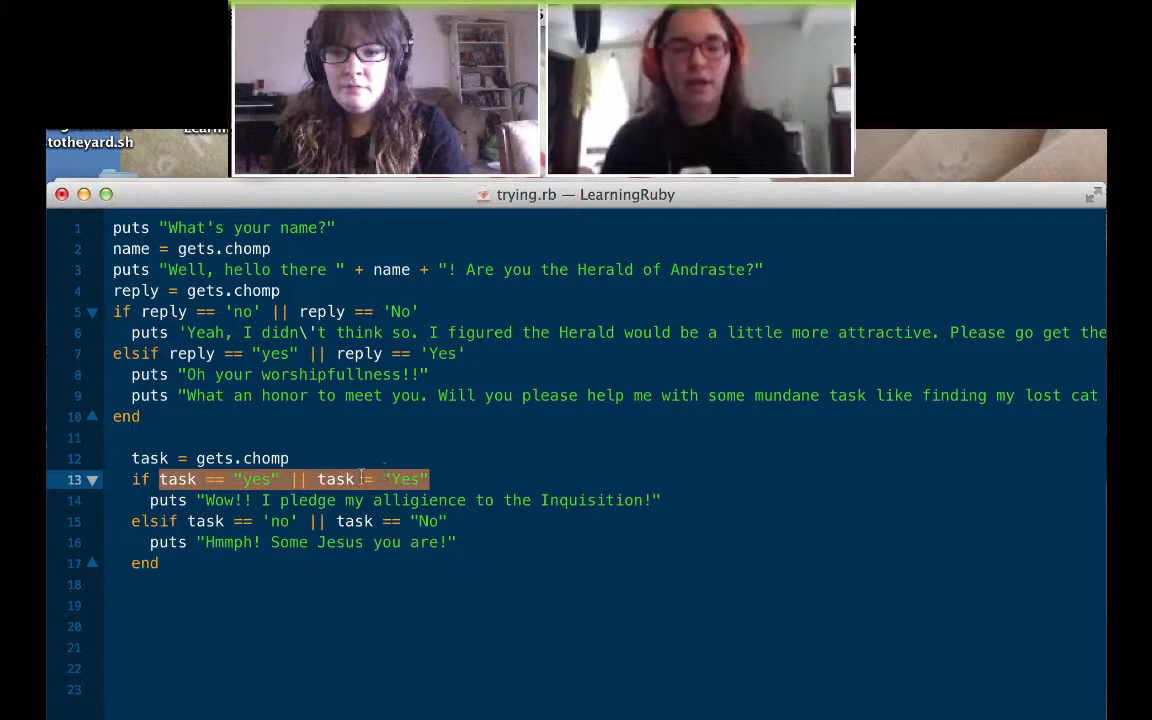 totheyard.sh
trying.rb — LearningRuby
1 puts "What's your name?"
2 name = gets.chomp
3 puts "Well, hello there " + name + "! Are you the Herald of Andraste?"
4 reply = gets.chomp
5 if reply == 'no' || reply == 'No'
6 puts 'Yeah, I didn\'t think so. I figured the Herald would be a little more attractive. Please go get the
7 elsif reply == "yes" || reply == 'Yes'
8 puts "Oh your worshipfullness!!"
9 puts "What an honor to meet you. Will you please help me with some mundane task like finding my lost cat
10 end
11
12 task = gets.chomp
13 if task == "yes" || task = "Yes"
14 puts "Wow!! I pledge my alligience to the Inquisition!"
15 elsif task == 'no' || task == "No"
16 puts "Hmmph! Some Jesus you are!"
17 end
18
19
20
21
22
23